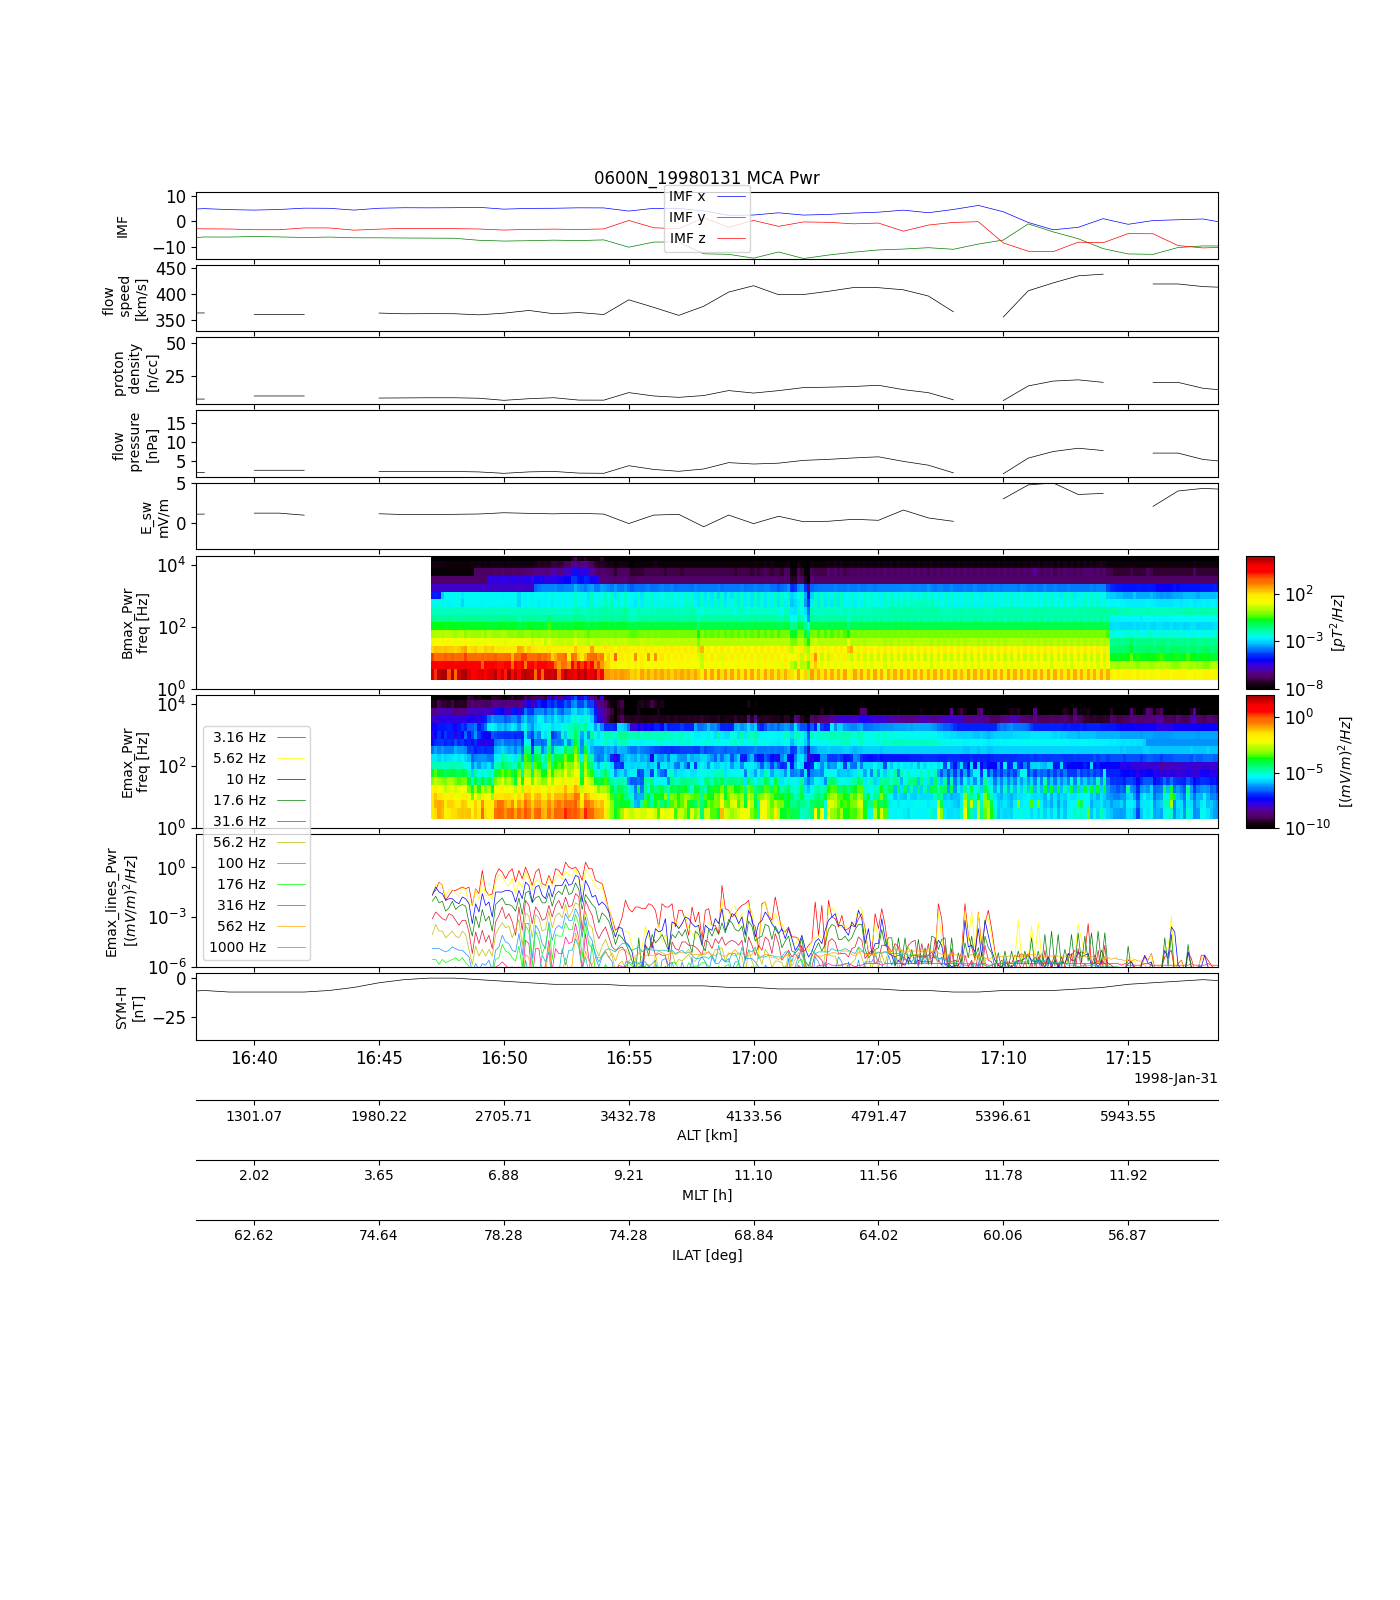 0600N_19980131 MCA Pwr
IMF
10
0
−10
IMF x
IMF y
IMF z
flow
speed
[km/s]
450
400
350
proton
density
[n/cc]
50
25
flow
pressure
[nPa]
15
10
5
E_sw
mV/m
5
0
Bmax_Pwr
freq [Hz]
10^4
10^2
10^0
10^2
10^−3
10^−8
[pT^2/Hz]
Emax_Pwr
freq [Hz]
10^4
10^2
10^0
10^0
10^−5
10^−10
[(mV/m)^2/Hz]
3.16 Hz
5.62 Hz
10 Hz
17.6 Hz
31.6 Hz
56.2 Hz
100 Hz
176 Hz
316 Hz
562 Hz
1000 Hz
Emax_lines_Pwr
[(mV/m)^2/Hz]
10^0
10^−3
10^−6
SYM-H
[nT]
0
−25
16:40 16:45 16:50 16:55 17:00 17:05 17:10 17:15
1998-Jan-31
1301.07 1980.22 2705.71 3432.78 4133.56 4791.47 5396.61 5943.55
ALT [km]
2.02 3.65 6.88 9.21 11.10 11.56 11.78 11.92
MLT [h]
62.62 74.64 78.28 74.28 68.84 64.02 60.06 56.87
ILAT [deg]